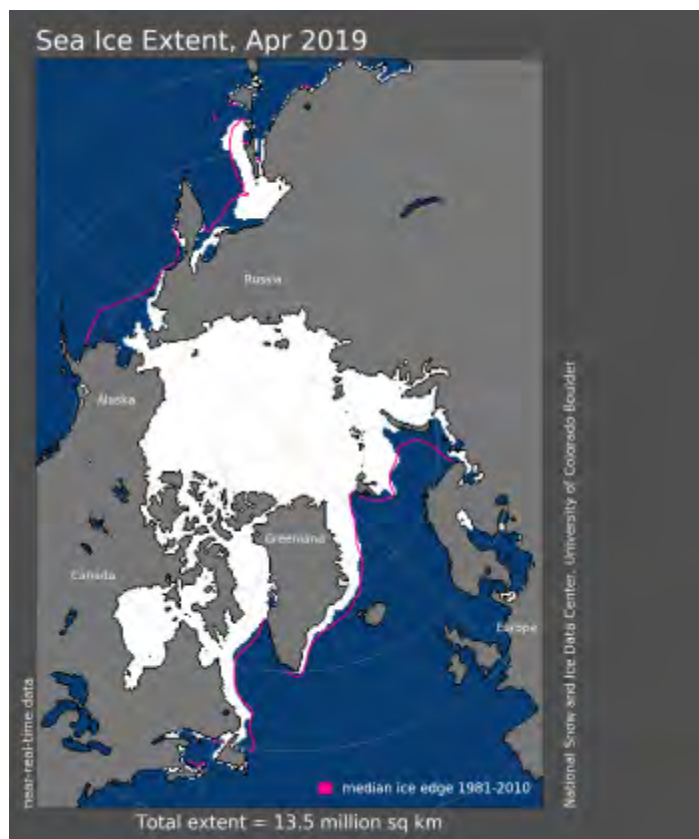 Sea Ice Extent, Apr 2019
Russia
Alaska
Greenland
Canada
Europe
near-real-time data
National Snow and Ice Data Center, University of Colorado Boulder
median ice edge 1981-2010
Total extent = 13.5 million sq km